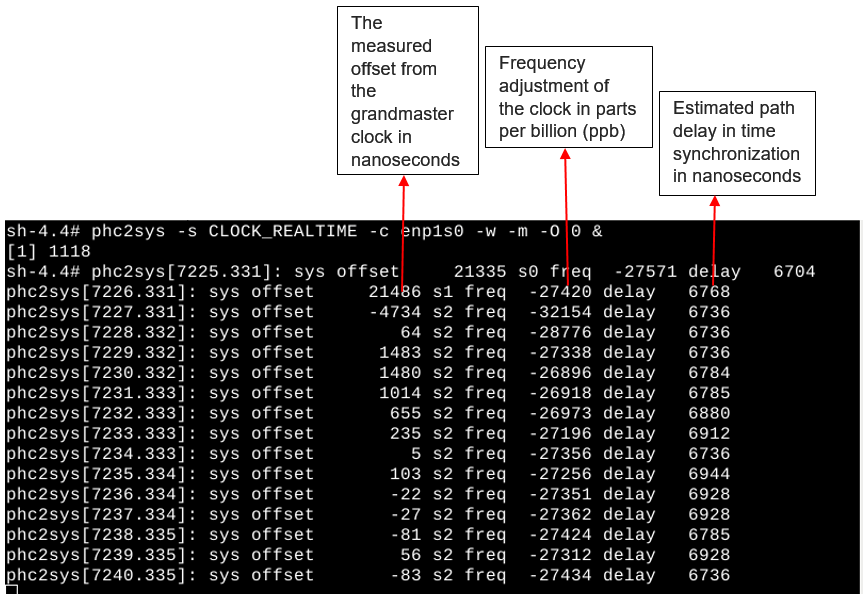 The
measured
offset from
the
grandmaster
clock in
nanoseconds
Frequency
adjustment of
the clock in parts
per billion (ppb)
Estimated path
delay in time
synchronization
in nanoseconds
sh-4.4# phc2sys -s CLOCK_REALTIME -c enp1s0 -w -m -O 0 &
[1] 1118
sh-4.4# phc2sys[7225.331]: sys offset     21335 s0 freq  -27571 delay   6704
phc2sys[7226.331]: sys offset     21486 s1 freq  -27420 delay   6768
phc2sys[7227.331]: sys offset     -4734 s2 freq  -32154 delay   6736
phc2sys[7228.332]: sys offset        64 s2 freq  -28776 delay   6736
phc2sys[7229.332]: sys offset      1483 s2 freq  -27338 delay   6736
phc2sys[7230.332]: sys offset      1480 s2 freq  -26896 delay   6784
phc2sys[7231.333]: sys offset      1014 s2 freq  -26918 delay   6785
phc2sys[7232.333]: sys offset       655 s2 freq  -26973 delay   6880
phc2sys[7233.333]: sys offset       235 s2 freq  -27196 delay   6912
phc2sys[7234.333]: sys offset         5 s2 freq  -27356 delay   6736
phc2sys[7235.334]: sys offset       103 s2 freq  -27256 delay   6944
phc2sys[7236.334]: sys offset       -22 s2 freq  -27351 delay   6928
phc2sys[7237.334]: sys offset       -27 s2 freq  -27362 delay   6928
phc2sys[7238.335]: sys offset       -81 s2 freq  -27424 delay   6785
phc2sys[7239.335]: sys offset        56 s2 freq  -27312 delay   6928
phc2sys[7240.335]: sys offset       -83 s2 freq  -27434 delay   6736